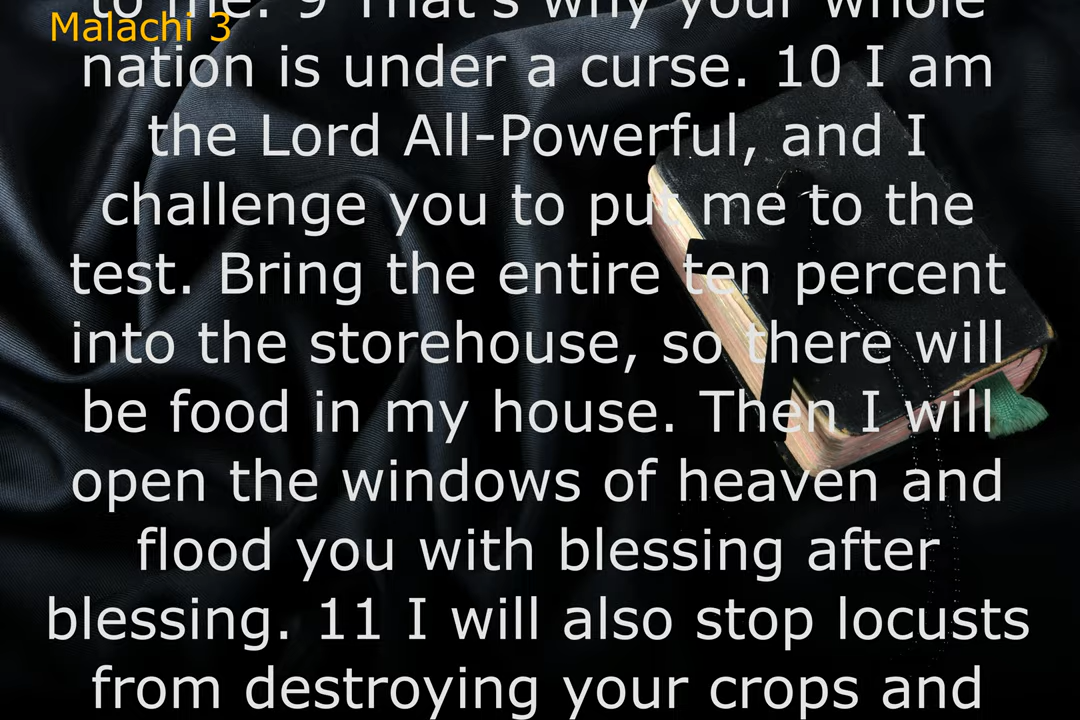 to me. 9 That's why your whole
Malachi 3
nation is under a curse. 10 I am
the Lord All-Powerful, and I
challenge you to put me to the
test. Bring the entire ten percent
into the storehouse, so there will
be food in my house. Then I will
open the windows of heaven and
flood you with blessing after
blessing. 11 I will also stop locusts
from destroying your crops and